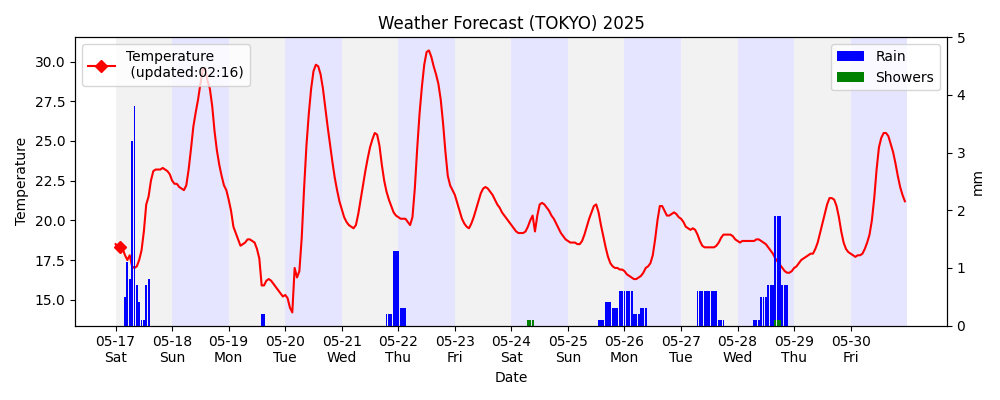 Weather Forecast (TOKYO) 2025
Temperature
(updated:02:16)
Rain
Showers
30.0
27.5
25.0
22.5
20.0
17.5
15.0
Temperature
5
4
3
2
1
0
mm
05-17 05-18 05-19 05-20 05-21 05-22 05-23 05-24 05-25 05-26 05-27 05-28 05-29 05-30
Sat Sun Mon Tue Wed Thu Fri Sat Sun Mon Tue Wed Thu Fri
Date